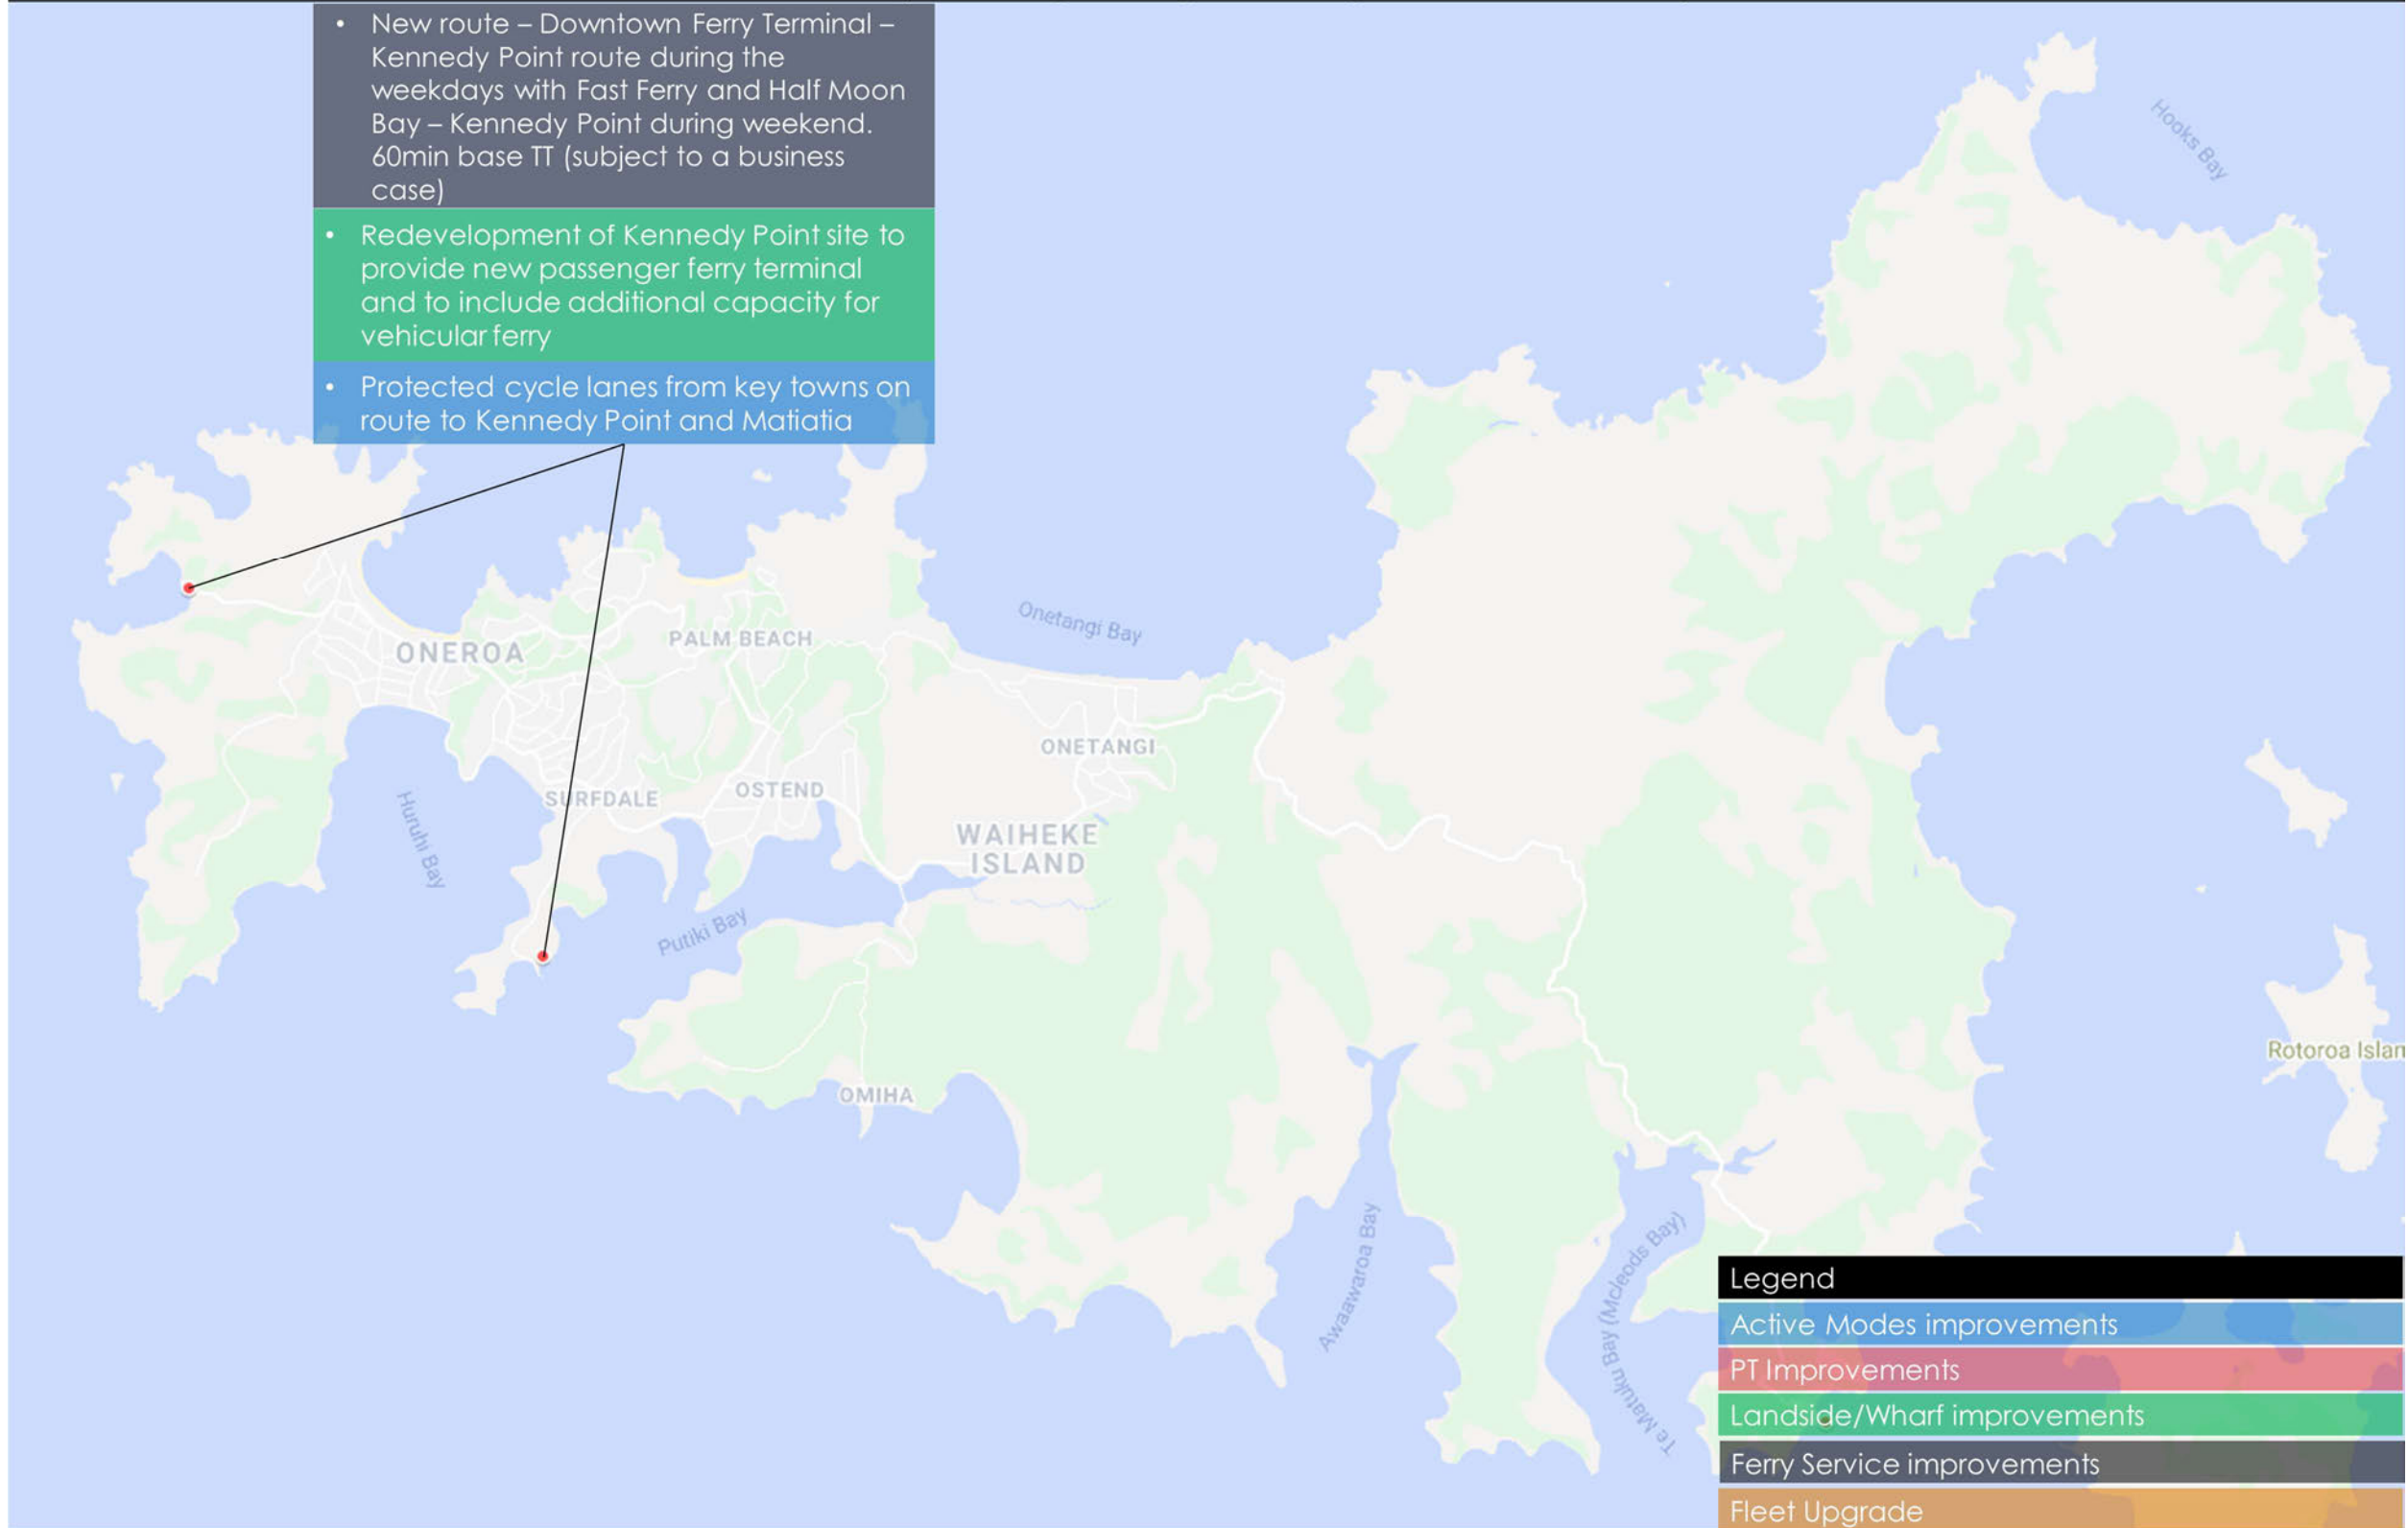 • New route – Downtown Ferry Terminal –
Kennedy Point route during the
weekdays with Fast Ferry and Half Moon
Bay – Kennedy Point during weekend.
60min base TT (subject to a business
case)
• Redevelopment of Kennedy Point site to
provide new passenger ferry terminal
and to include additional capacity for
vehicular ferry
• Protected cycle lanes from key towns on
route to Kennedy Point and Matiatia
Hooks Bay
Onetangi Bay
ONEROA
PALM BEACH
ONETANGI
SURFDALE
OSTEND
Huruhi Bay
WAIHEKE
ISLAND
Putiki Bay
Rotoroa Islan
OMIHA
Awaawaroa Bay
Te Matuku Bay (Mcleods Bay)
Legend
Active Modes improvements
PT Improvements
Landside/Wharf improvements
Ferry Service improvements
Fleet Upgrade